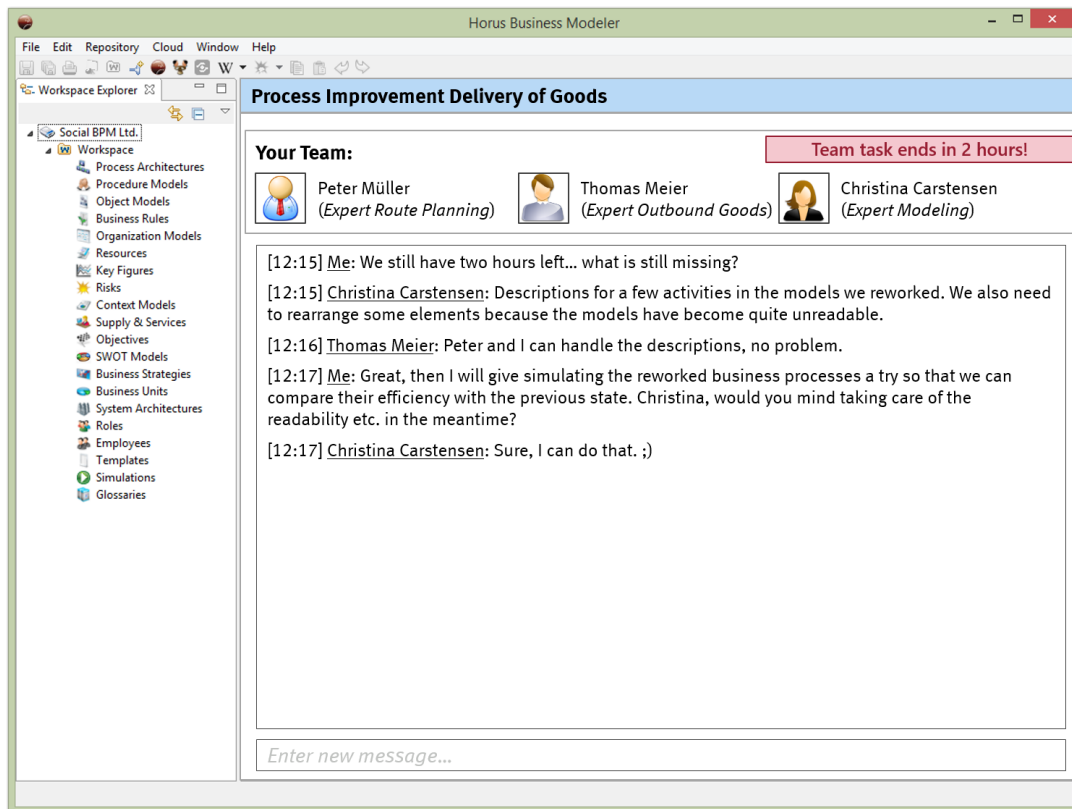 Horus Business Modeler
File Edit Repository Cloud Window Help
W
Workspace Explorer
Social BPM Ltd.
Workspace
Process Architectures
Procedure Models
Object Models
Business Rules
Organization Models
Resources
Key Figures
Risks
Context Models
Supply & Services
Objectives
SWOT Models
Business Strategies
Business Units
System Architectures
Roles
Employees
Templates
Simulations
Glossaries
Process Improvement Delivery of Goods
Your Team:
Team task ends in 2 hours!
Peter Müller
(Expert Route Planning)
Thomas Meier
(Expert Outbound Goods)
Christina Carstensen
(Expert Modeling)
[12:15] Me: We still have two hours left... what is still missing?
[12:15] Christina Carstensen: Descriptions for a few activities in the models we reworked. We also need
to rearrange some elements because the models have become quite unreadable.
[12:16] Thomas Meier: Peter and I can handle the descriptions, no problem.
[12:17] Me: Great, then I will give simulating the reworked business processes a try so that we can
compare their efficiency with the previous state. Christina, would you mind taking care of the
readability etc. in the meantime?
[12:17] Christina Carstensen: Sure, I can do that. ;)
Enter new message...